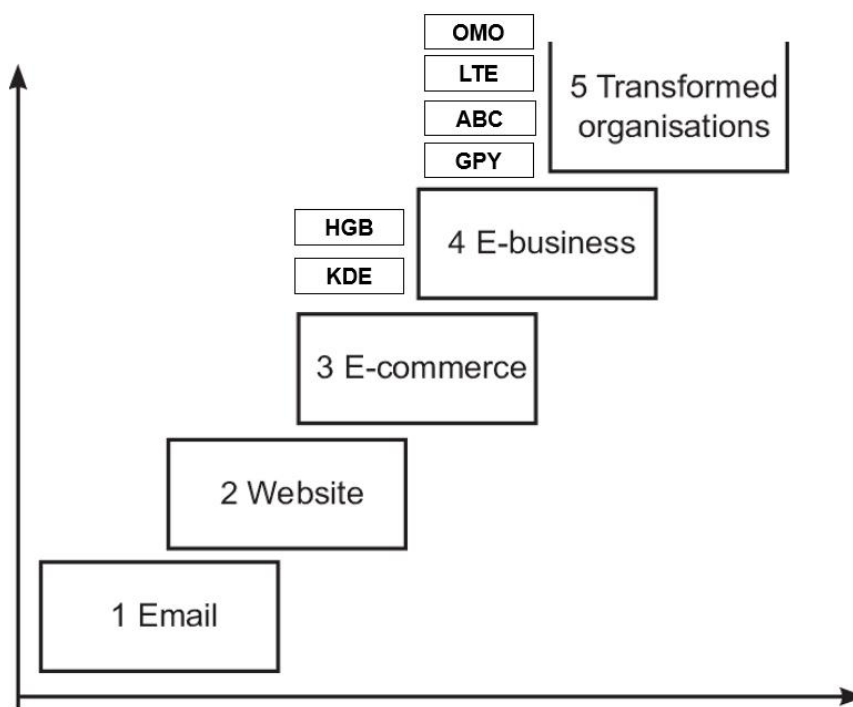 OMO
LTE
5 Transformed
organisations
ABC
GPY
HGB
4 E-business
KDE
3 E-commerce
2 Website
1 Email